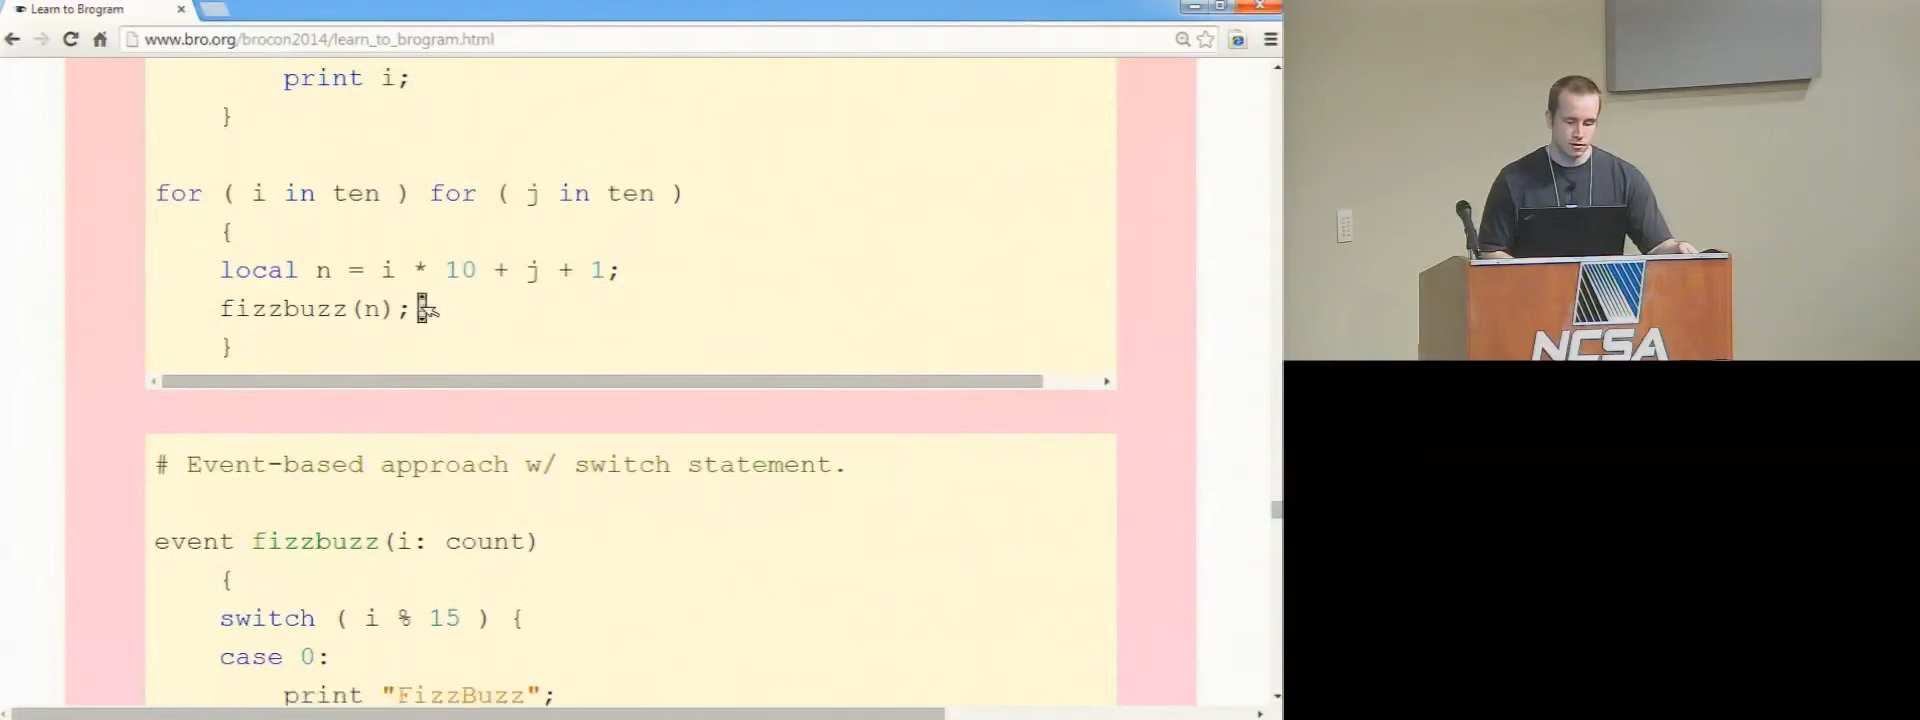 Learn to Brogram
www.bro.org/brocon2014/learn_to_brogram.html
print i;
}
for ( i in ten ) for ( j in ten )
{
local n = i * 10 + j + 1;
fizzbuzz(n);
}
# Event-based approach w/ switch statement.
event fizzbuzz(i: count)
{
switch ( i % 15 ) {
case 0:
print "FizzBuzz";
NCSA